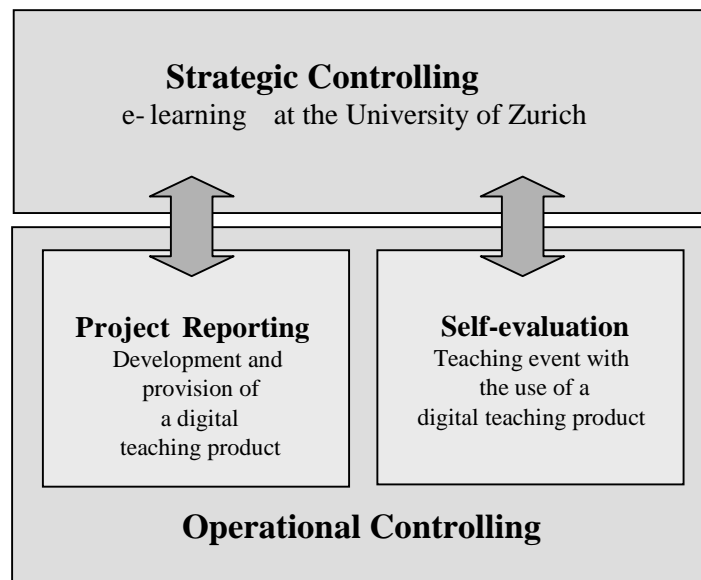 Strategic Controlling
e- learning at the University of Zurich
Project Reporting
Development and
provision of
a digital
teaching product
Self-evaluation
Teaching event with
the use of a
digital teaching product
Operational Controlling